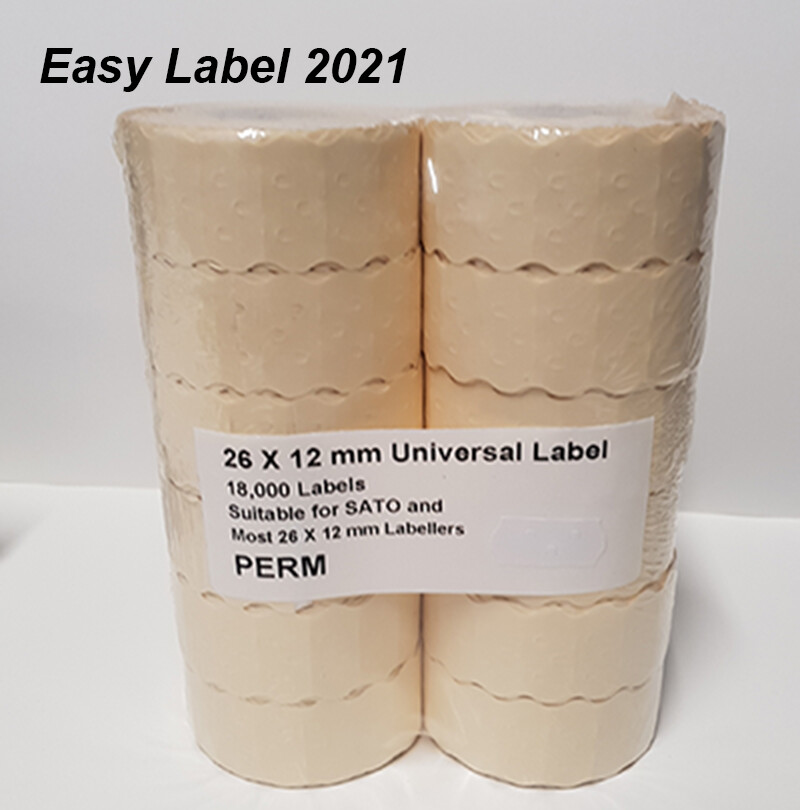 Easy Label 2021
26 X 12 mm Universal Label
18,000 Labels
Suitable for SATO and
Most 26 X 12 mm Labellers
PERM